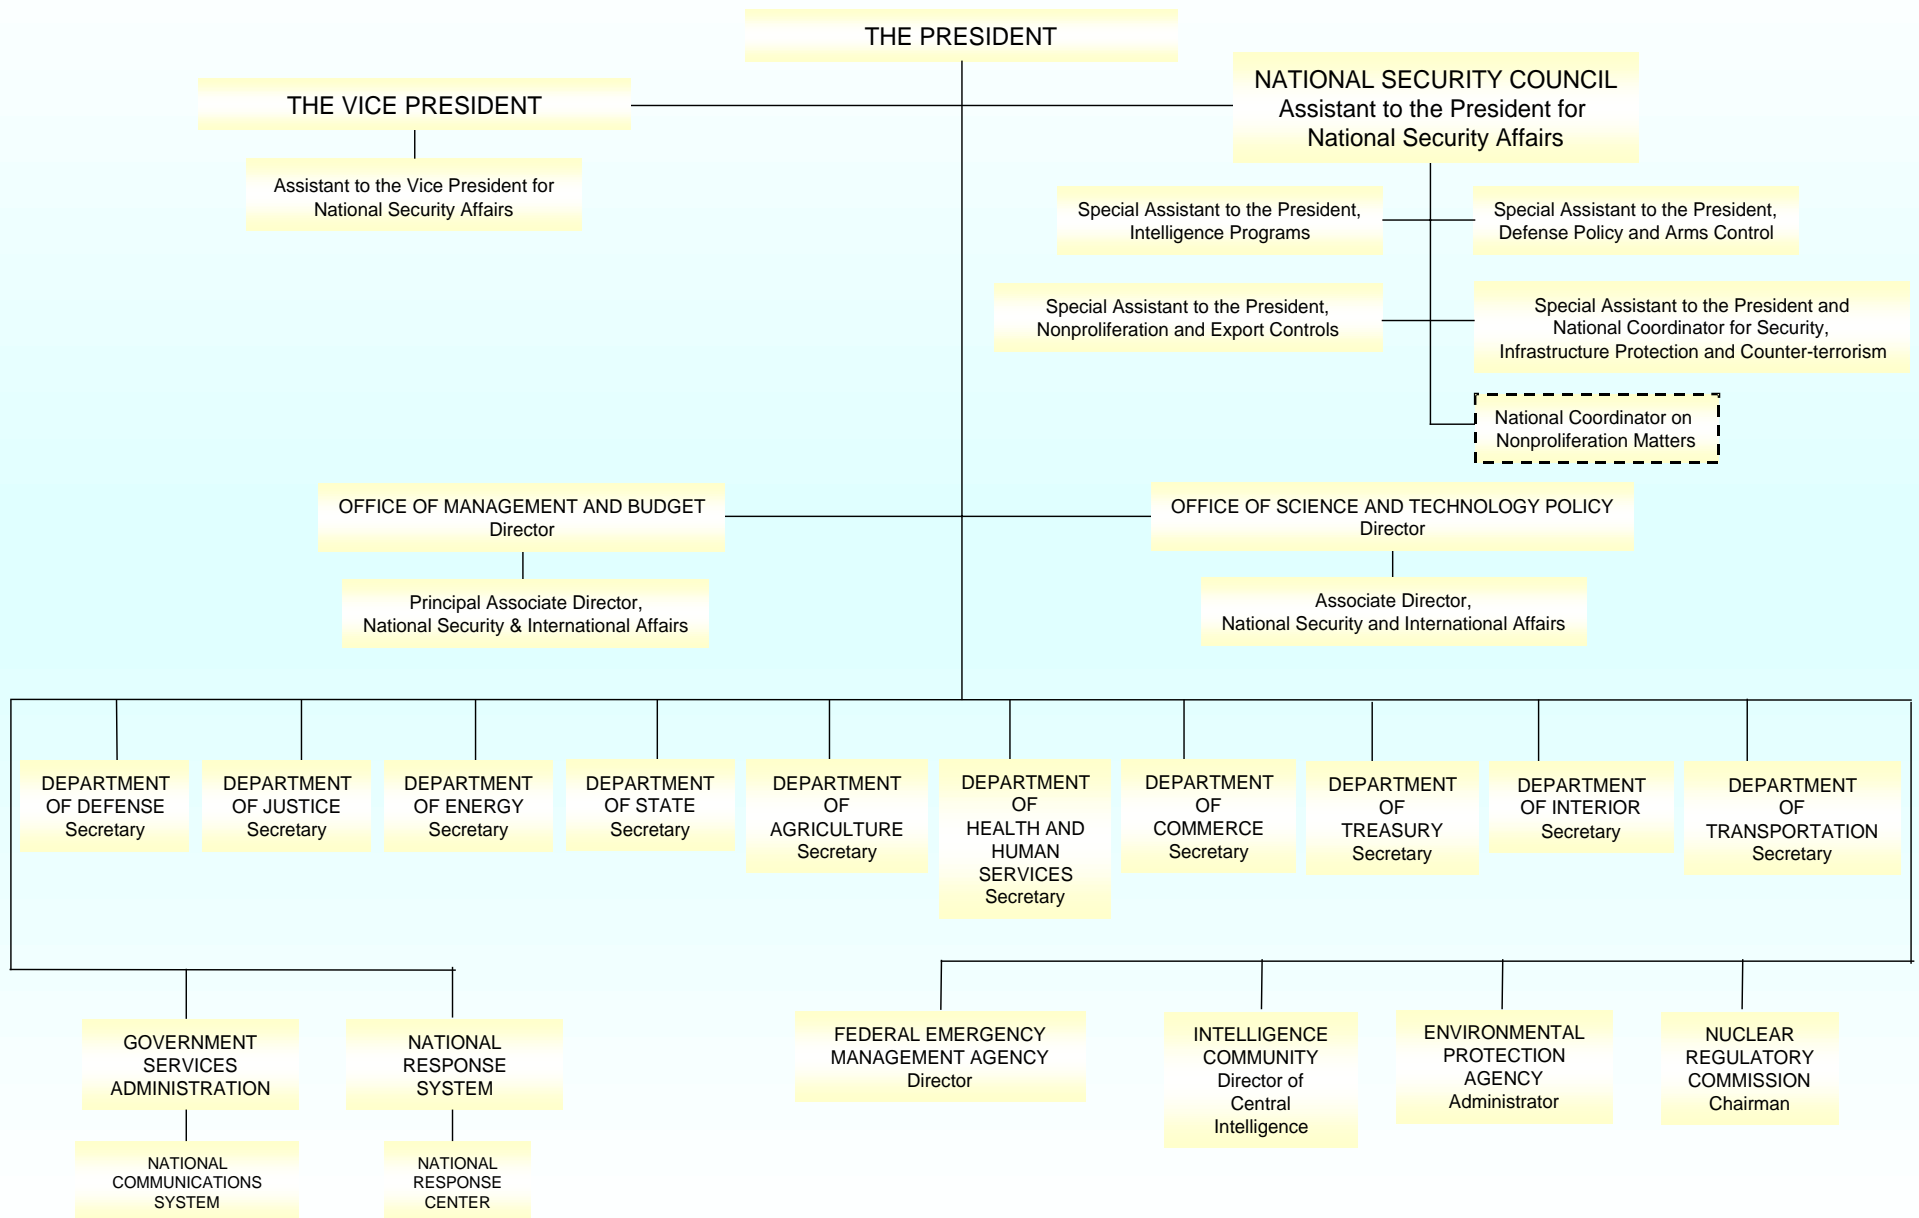 THE PRESIDENT
THE VICE PRESIDENT
NATIONAL SECURITY COUNCIL
Assistant to the President for
National Security Affairs
Assistant to the Vice President for
National Security Affairs
Special Assistant to the President,
Intelligence Programs
Special Assistant to the President,
Defense Policy and Arms Control
Special Assistant to the President,
Nonproliferation and Export Controls
Special Assistant to the President and
National Coordinator for Security,
Infrastructure Protection and Counter-terrorism
National Coordinator on
Nonproliferation Matters
OFFICE OF MANAGEMENT AND BUDGET
Director
OFFICE OF SCIENCE AND TECHNOLOGY POLICY
Director
Principal Associate Director,
National Security & International Affairs
Associate Director,
National Security and International Affairs
DEPARTMENT
OF DEFENSE
Secretary
DEPARTMENT
OF JUSTICE
Secretary
DEPARTMENT
OF ENERGY
Secretary
DEPARTMENT
OF STATE
Secretary
DEPARTMENT
OF
AGRICULTURE
Secretary
DEPARTMENT
OF
HEALTH AND
HUMAN
SERVICES
Secretary
DEPARTMENT
OF
COMMERCE
Secretary
DEPARTMENT
OF
TREASURY
Secretary
DEPARTMENT
OF INTERIOR
Secretary
DEPARTMENT
OF
TRANSPORTATION
Secretary
GOVERNMENT
SERVICES
ADMINISTRATION
NATIONAL
RESPONSE
SYSTEM
FEDERAL EMERGENCY
MANAGEMENT AGENCY
Director
INTELLIGENCE
COMMUNITY
Director of
Central
Intelligence
ENVIRONMENTAL
PROTECTION
AGENCY
Administrator
NUCLEAR
REGULATORY
COMMISSION
Chairman
NATIONAL
COMMUNICATIONS
SYSTEM
NATIONAL
RESPONSE
CENTER